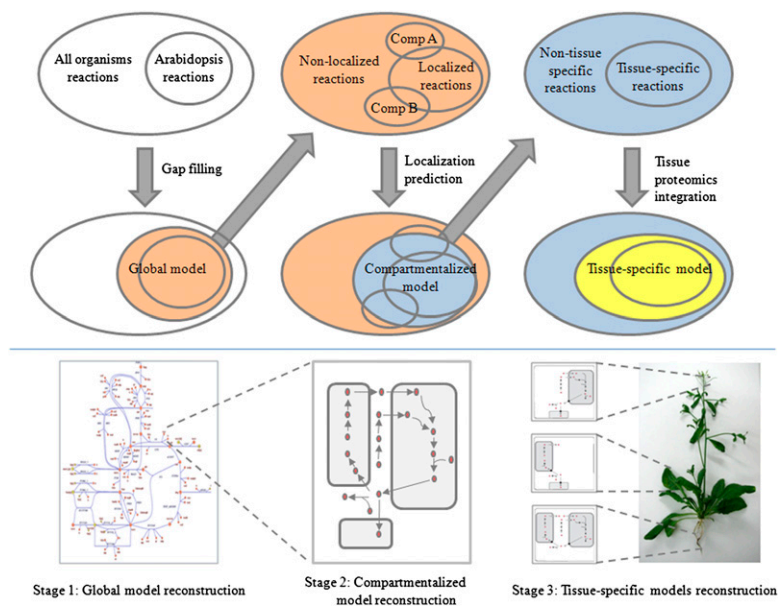 All organisms
reactions
Arabidopsis
reactions
Gap filling
Global model
Non-localized
reactions
Comp A
Localized
reactions
Comp B
Localization
prediction
Compartmentalized
model
Non-tissue
specific
reactions
Tissue-specific
reactions
Tissue
proteomics
integration
Tissue-specific model
Stage 1: Global model reconstruction
Stage 2: Compartmentalized
model reconstruction
Stage 3: Tissue-specific models reconstruction